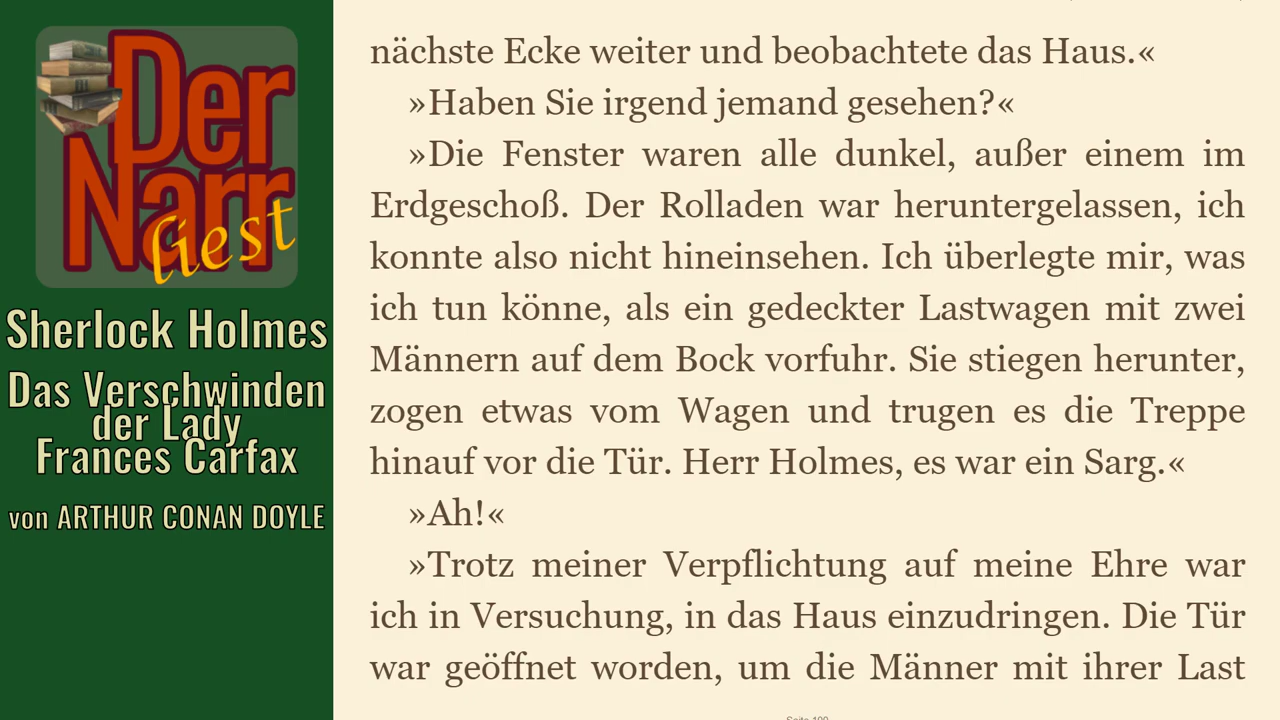 Der
Narr
liest
Sherlock Holmes
Das Verschwinden
der Lady
Frances Carfax
von ARTHUR CONAN DOYLE
nächste Ecke weiter und beobachtete das Haus.«
»Haben Sie irgend jemand gesehen?«
»Die Fenster waren alle dunkel, außer einem im
Erdgeschoß. Der Rolladen war heruntergelassen, ich
konnte also nicht hineinsehen. Ich überlegte mir, was
ich tun könne, als ein gedeckter Lastwagen mit zwei
Männern auf dem Bock vorfuhr. Sie stiegen herunter,
zogen etwas vom Wagen und trugen es die Treppe
hinauf vor die Tür. Herr Holmes, es war ein Sarg.«
»Ah!«
»Trotz meiner Verpflichtung auf meine Ehre war
ich in Versuchung, in das Haus einzudringen. Die Tür
war geöffnet worden, um die Männer mit ihrer Last